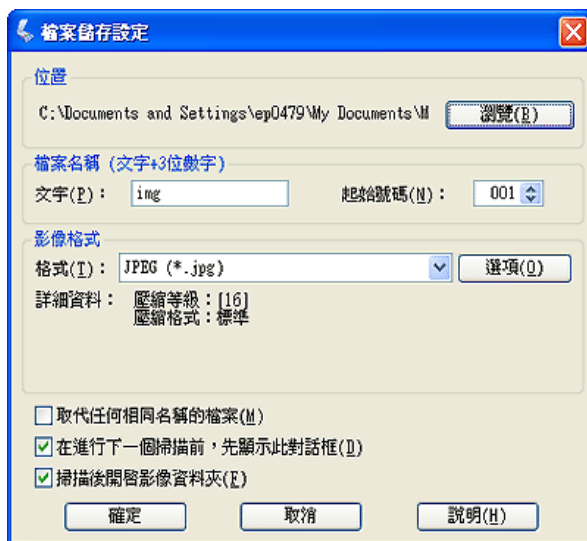 檔案儲存設定
位置
C:\Documents and Settings\ep0479\My Documents\M 瀏覽(B)
檔案名稱 (文字+3位數字)
文字(P)： img 起始號碼(N)： 001
影像格式
格式(T)： JPEG (*.jpg) 選項(O)
詳細資料： 壓縮等級：[16]
壓縮格式：標準
取代任何相同名稱的檔案(M)
在進行下一個掃描前，先顯示此對話框(D)
掃描後開啓影像資料夾(F)
確定 取消 說明(H)